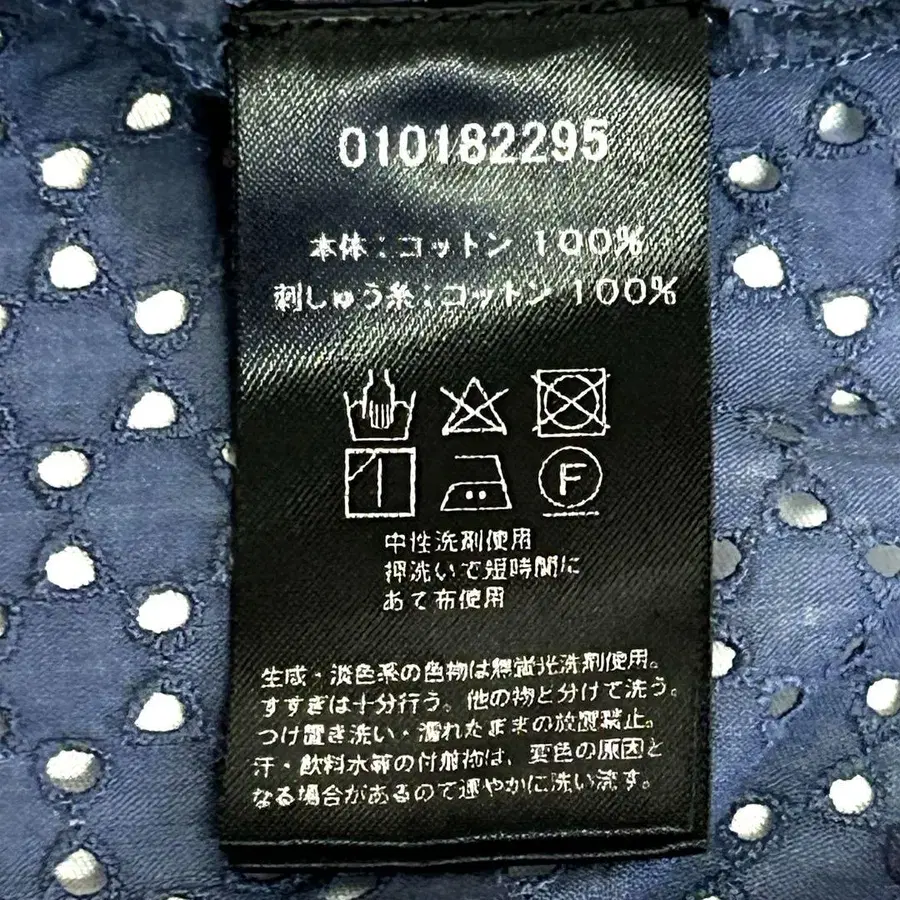 010182295
本体:コットン 100%
刺しゅう糸:コットン 100%
F
中性洗剤使用
押洗いで短時間に
あて布使用
生成・淡色系の色物は無蛍光洗剤使用。
すすぎは十分行う。他の物と分けて洗う。
つけ置き洗い・濡れたままの放置禁止。
汗・飲料水等の付着物は、変色の原因と
なる場合があるので速やかに洗い流す。